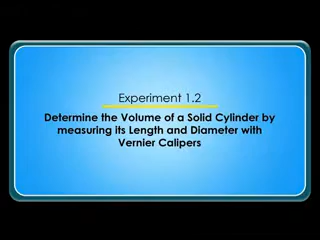 Experiment 1.2
Determine the Volume of a Solid Cylinder by
measuring its Length and Diameter with
Vernier Calipers